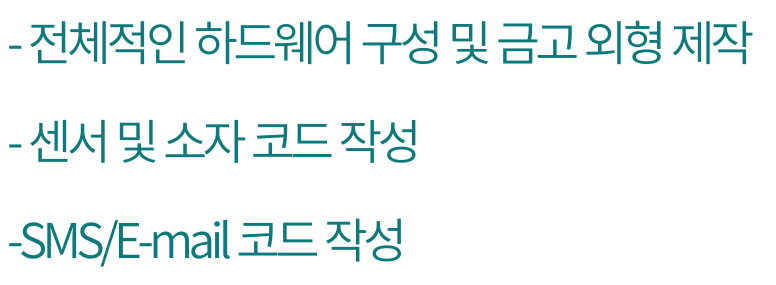 - 전체적인 하드웨어 구성 및 금고 외형 제작
- 센서 및 소자 코드 작성
-SMS/E-mail 코드 작성